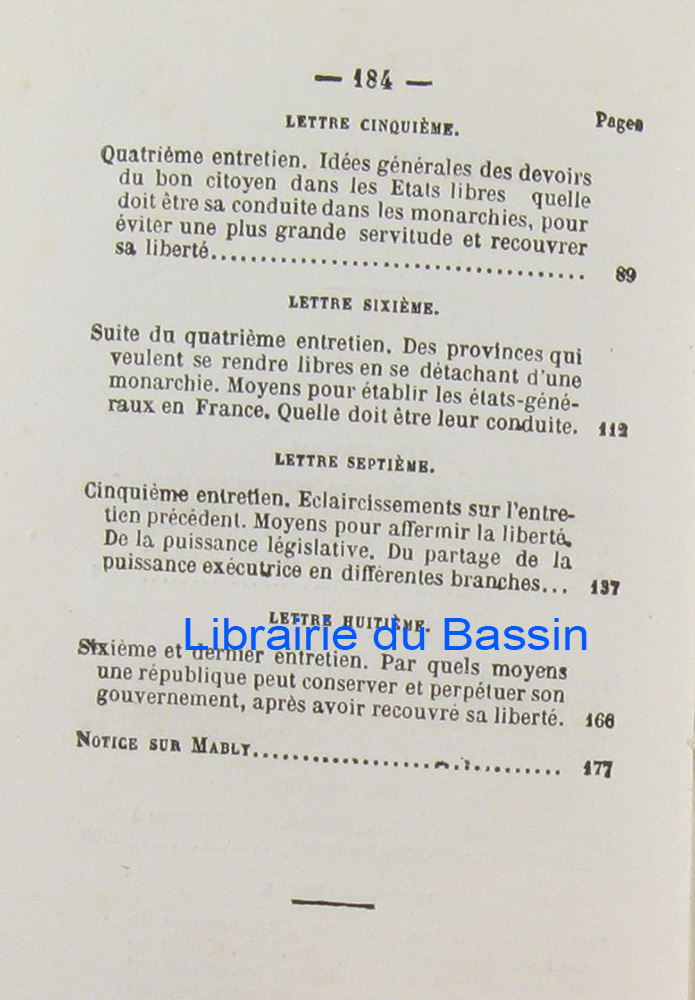 — 184 —
LETTRE CINQUIÈME.
Pages
Quatrième entretien. Idées générales des devoirs
du bon citoyen dans les Etats libres quelle
doit être sa conduite dans les monarchies, pour
éviter une plus grande servitude et recouvrer
sa liberté...................................... 89
LETTRE SIXIÈME.
Suite du quatrième entretien. Des provinces qui
veulent se rendre libres en se détachant d'une
monarchie. Moyens pour établir les états-géné-
raux en France. Quelle doit être leur conduite. 112
LETTRE SEPTIÈME.
Cinquième entretien. Eclaircissements sur l'entre-
tien précédent. Moyens pour affermir la liberté.
De la puissance législative. Du partage de la
puissance exécutrice en différentes branches... 137
LETTRE HUITIÈME.
Librairie du Bassin
Sixième et dernier entretien. Par quels moyens
une république peut conserver et perpétuer son
gouvernement, après avoir recouvré sa liberté. 166
NOTICE SUR MABLY............................... 177